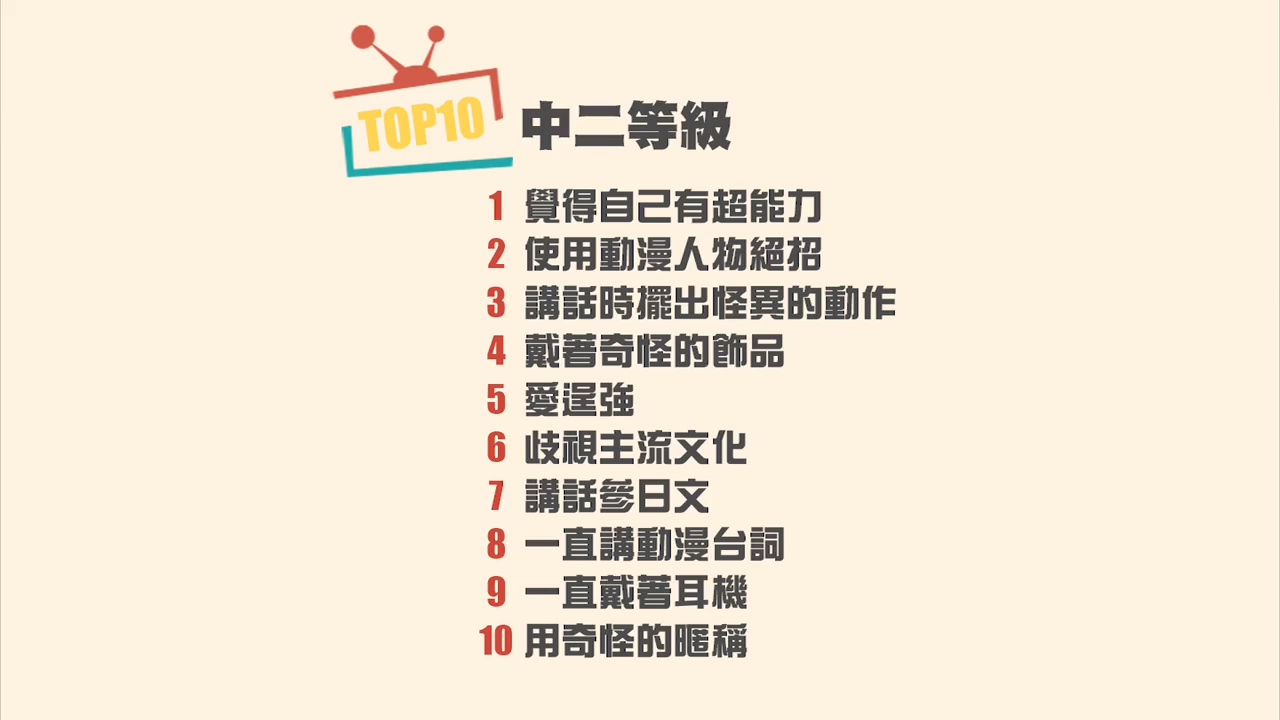 TOP10 中二等級
1 覺得自己有超能力
2 使用動漫人物絕招
3 講話時擺出怪異的動作
4 戴著奇怪的飾品
5 愛逞強
6 歧視主流文化
7 講話參日文
8 一直講動漫台詞
9 一直戴著耳機
10 用奇怪的暱稱